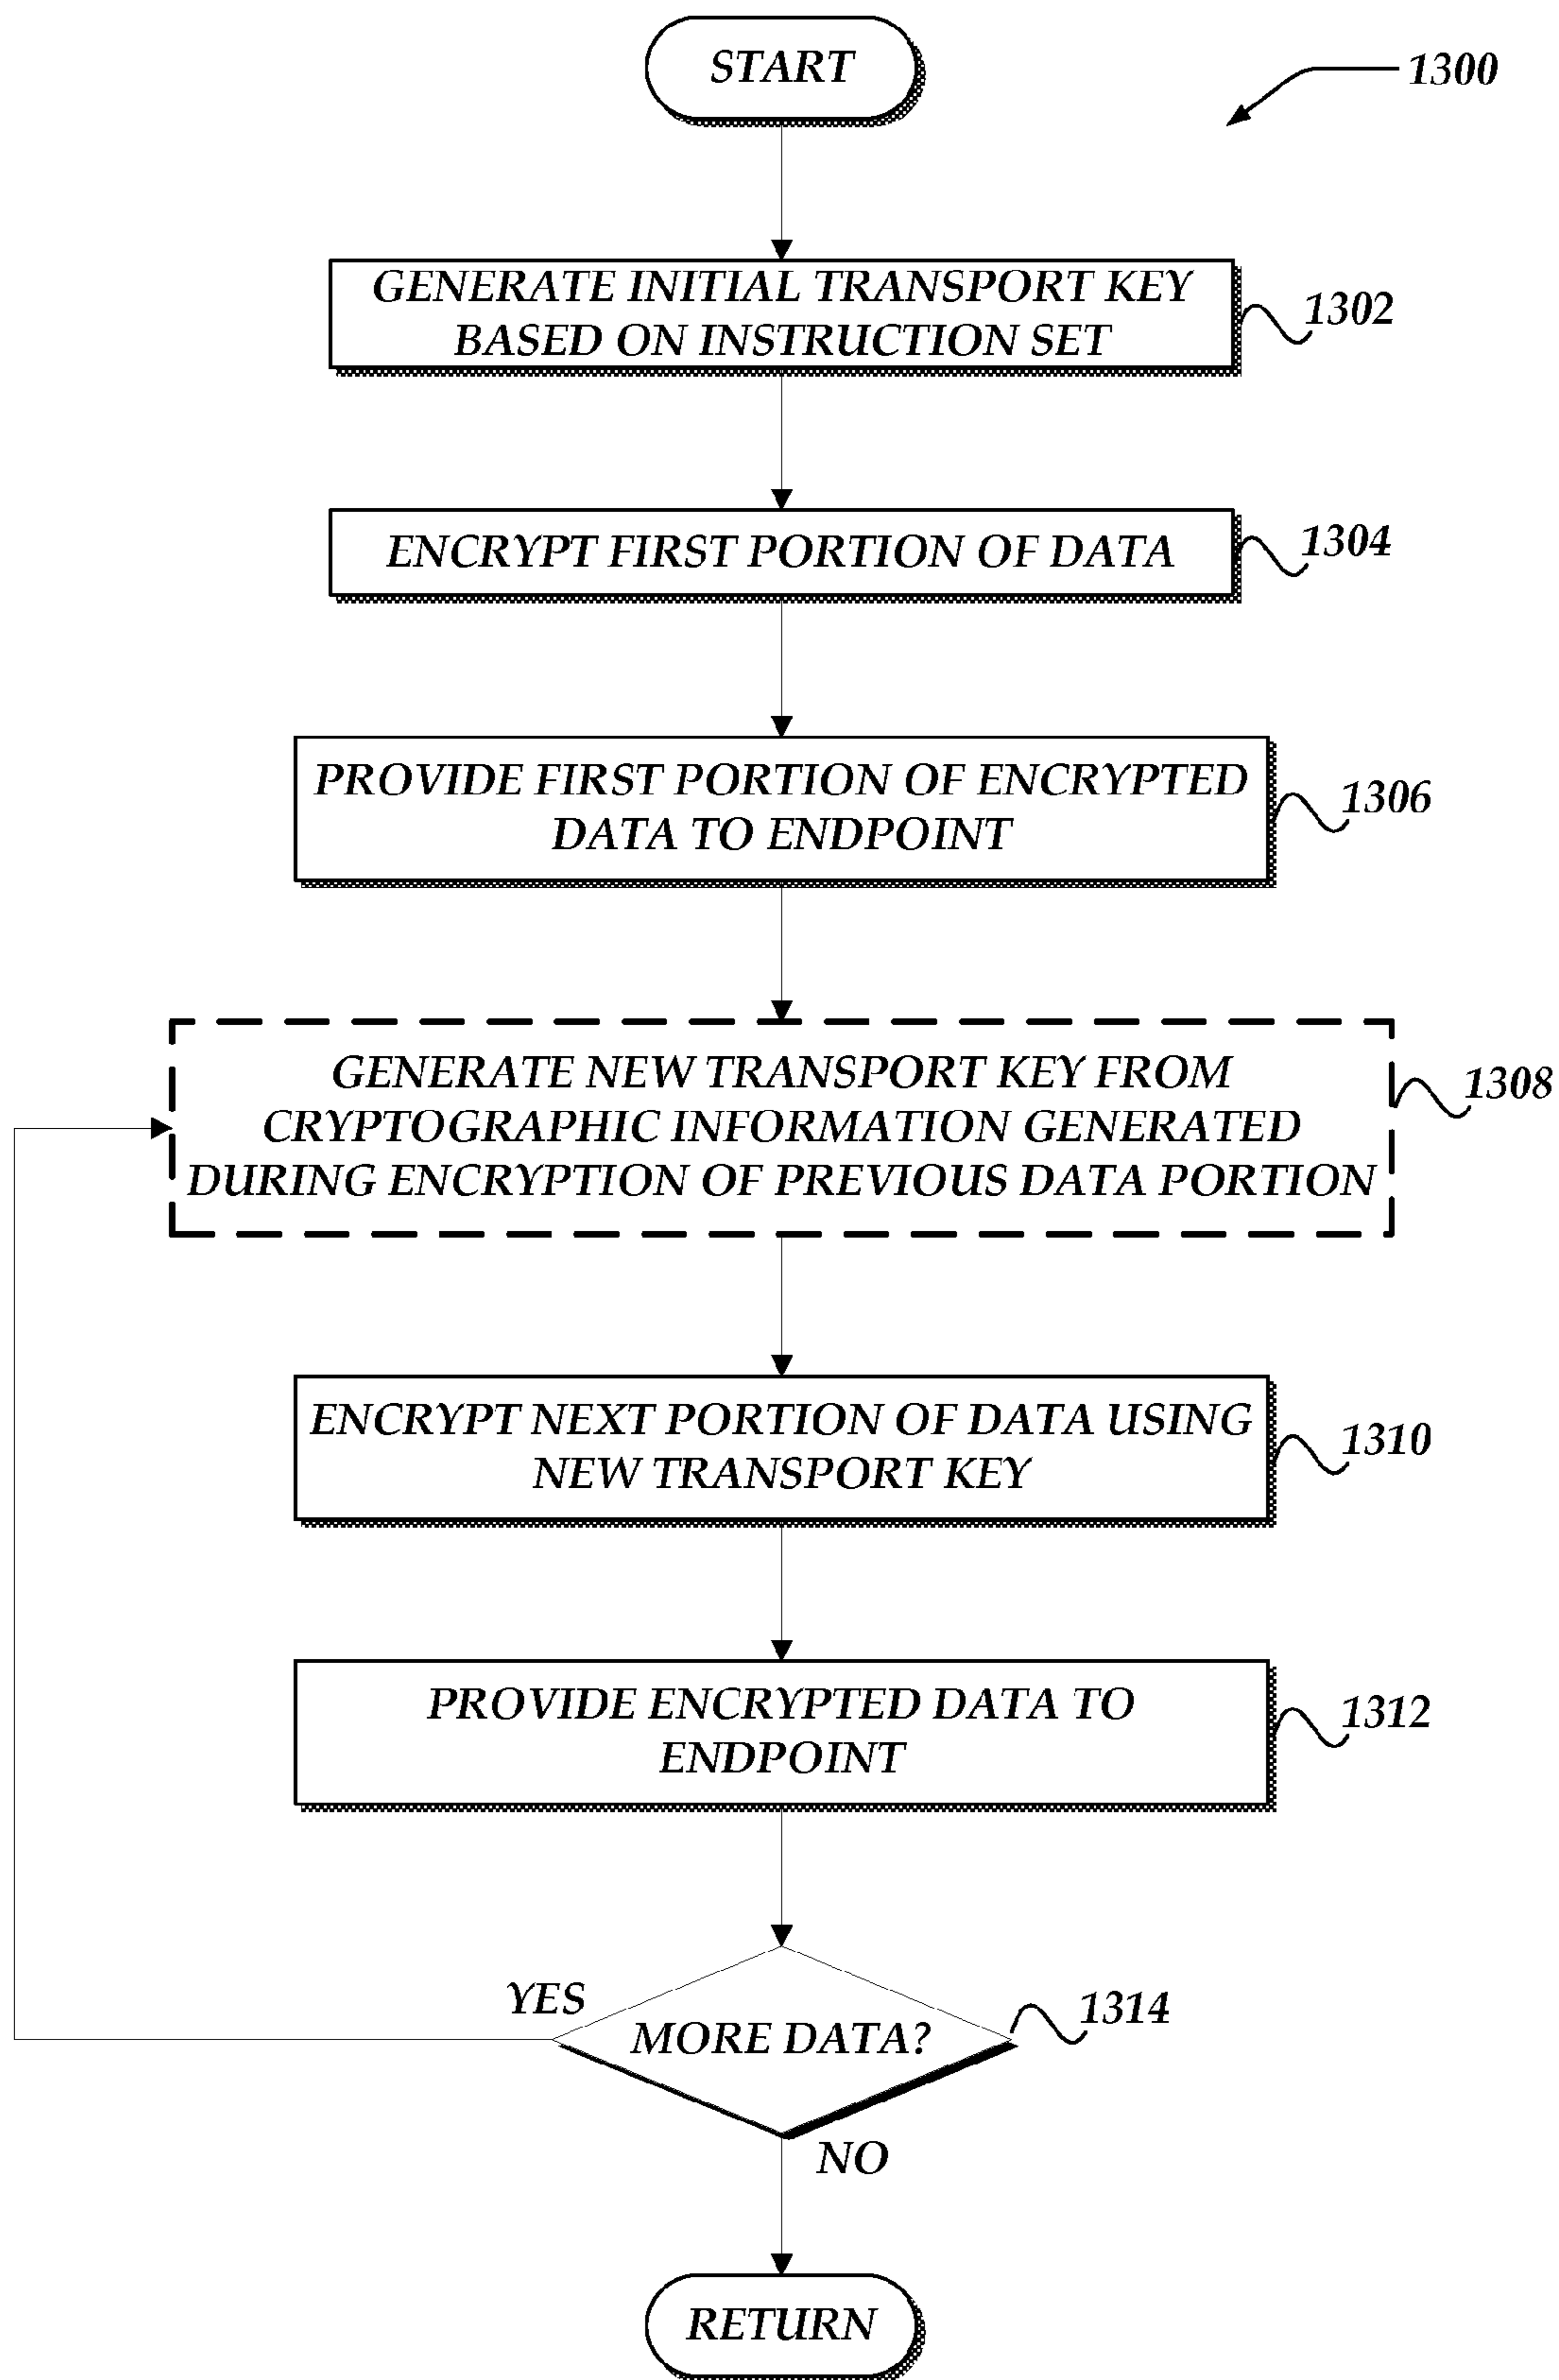 START
1300
GENERATE INITIAL TRANSPORT KEY
BASED ON INSTRUCTION SET
1302
ENCRYPT FIRST PORTION OF DATA
1304
PROVIDE FIRST PORTION OF ENCRYPTED
DATA TO ENDPOINT
1306
GENERATE NEW TRANSPORT KEY FROM
CRYPTOGRAPHIC INFORMATION GENERATED
DURING ENCRYPTION OF PREVIOUS DATA PORTION
1308
ENCRYPT NEXT PORTION OF DATA USING
NEW TRANSPORT KEY
1310
PROVIDE ENCRYPTED DATA TO
ENDPOINT
1312
YES
MORE DATA?
1314
NO
RETURN